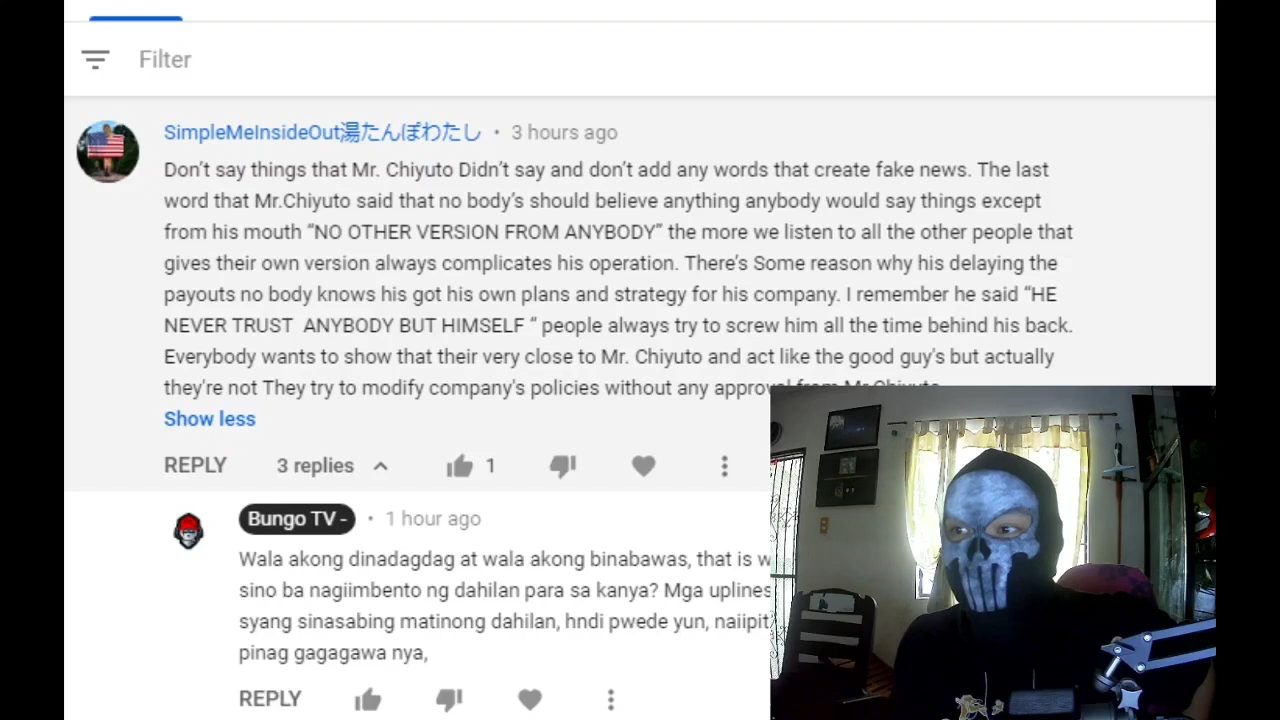 Filter
SimpleMeInsideOut湯たんぽわたし • 3 hours ago
Don't say things that Mr. Chiyuto Didn't say and don't add any words that create fake news. The last
word that Mr.Chiyuto said that no body's should believe anything anybody would say things except
from his mouth “NO OTHER VERSION FROM ANYBODY” the more we listen to all the other people that
gives their own version always complicates his operation. There's Some reason why his delaying the
payouts no body knows his got his own plans and strategy for his company. I remember he said “HE
NEVER TRUST  ANYBODY BUT HIMSELF ” people always try to screw him all the time behind his back.
Everybody wants to show that their very close to Mr. Chiyuto and act like the good guy's but actually
they're not They try to modify company's policies without any approval from Mr.Chiyuto
Show less
REPLY 3 replies 1
Bungo TV - • 1 hour ago
Wala akong dinadagdag at wala akong binabawas, that is
sino ba nagiimbento ng dahilan para sa kanya? Mga uplines
syang sinasabing matinong dahilan, hndi pwede yun, naiipit
pinag gagagawa nya,
REPLY